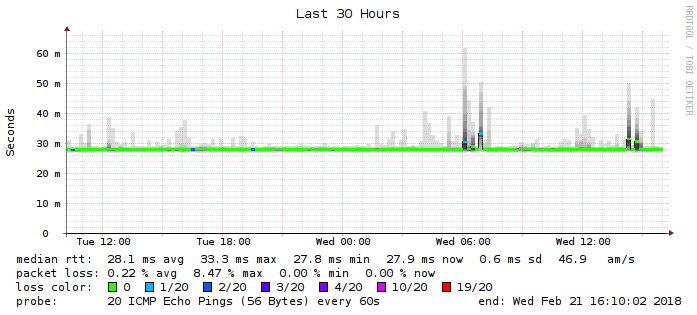 Last 30 Hours
RRDTOOL / TOBI OETIKER
Seconds
60 m
50 m
40 m
30 m
20 m
10 m
0
Tue 12:00 Tue 18:00 Wed 00:00 Wed 06:00 Wed 12:00
median rtt: 28.1 ms avg 33.3 ms max 27.8 ms min 27.9 ms now 0.6 ms sd 46.9 am/s
packet loss: 0.22 % avg 8.47 % max 0.00 % min 0.00 % now
loss color: 0 1/20 2/20 3/20 4/20 10/20 19/20
probe: 20 ICMP Echo Pings (56 Bytes) every 60s end: Wed Feb 21 16:10:02 2018